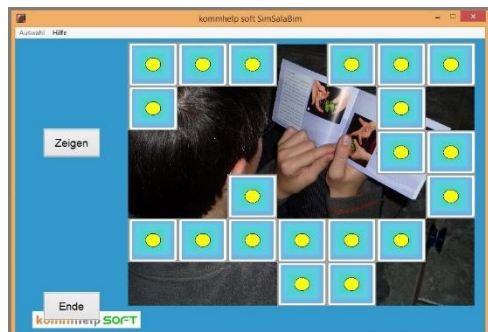 kommhelp soft SimSalaBim
Auswahl Hilfe
Zeigen
Ende
kommhelp SOFT